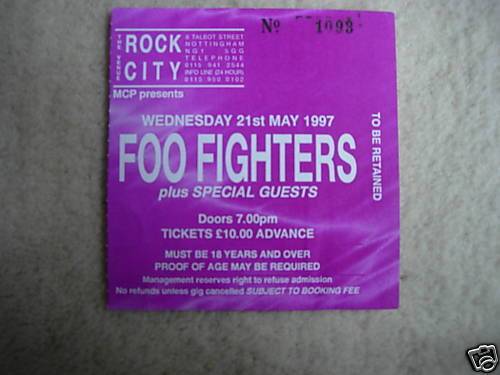 THE VENUE
ROCK
CITY
8 TALBOT STREET
NOTTINGHAM
NG1 5GG
TELEPHONE
0115 941 2544
INFO LINE (24 HOUR)
0115 950 0102
No 1093
MCP presents
WEDNESDAY 21st MAY 1997
FOO FIGHTERS
plus SPECIAL GUESTS
Doors 7.00pm
TICKETS £10.00 ADVANCE
MUST BE 18 YEARS AND OVER
PROOF OF AGE MAY BE REQUIRED
Management reserves right to refuse admission
No refunds unless gig cancelled SUBJECT TO BOOKING FEE
TO BE RETAINED